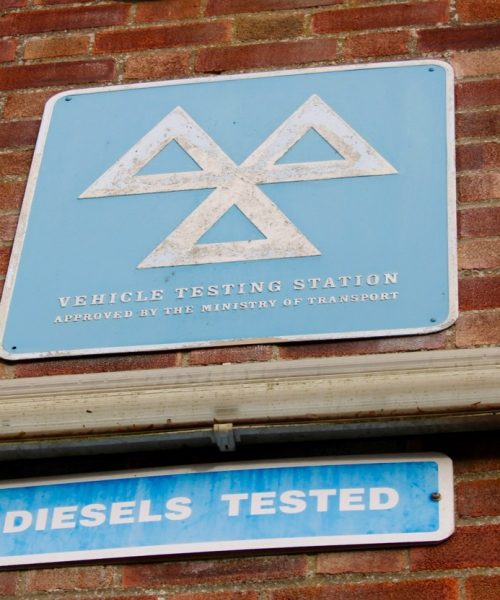 VEHICLE TESTING STATION
APPROVED BY THE MINISTRY OF TRANSPORT
DIESELS TESTED